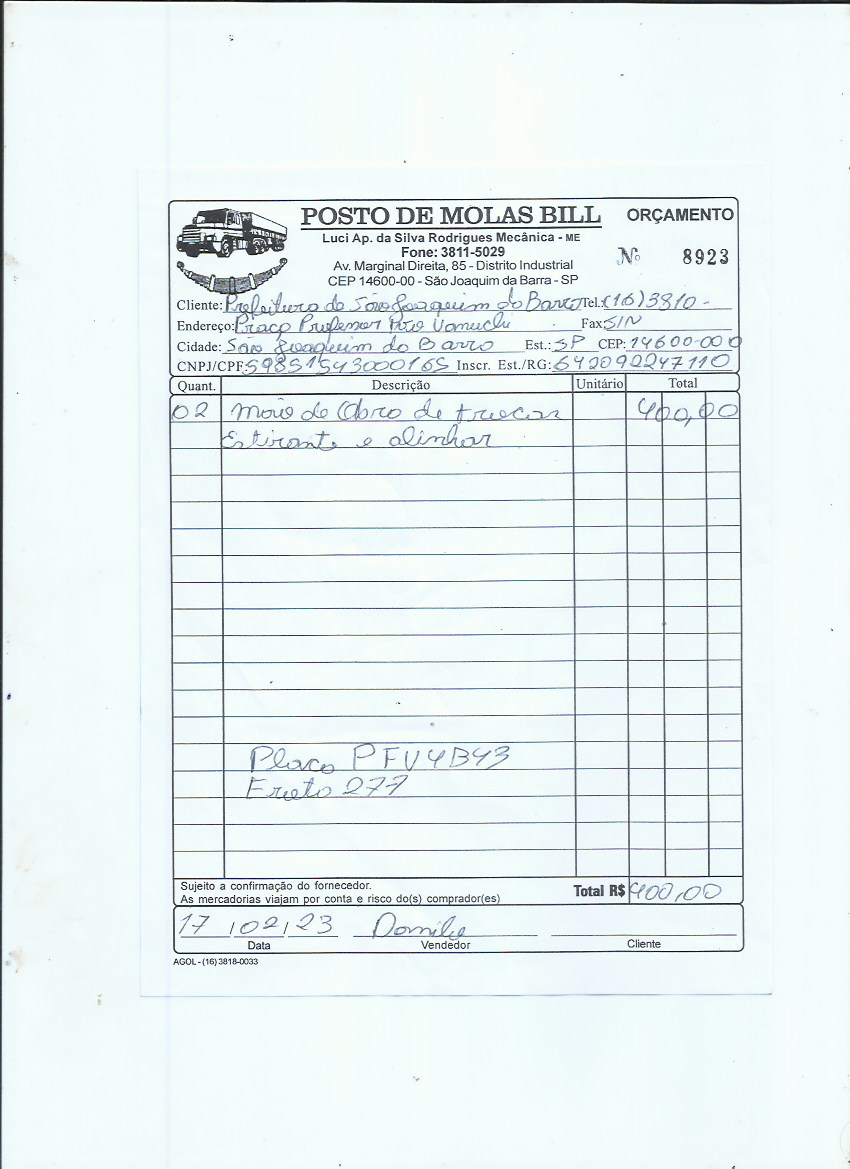 POSTO DE MOLAS BILL ORÇAMENTO
Luci Ap. da Silva Rodrigues Mecânica - ME
Fone: 3811-5029
Av. Marginal Direita, 85 - Distrito Industrial
CEP 14600-00 - São Joaquim da Barra - SP
Nº 8923
Cliente: Prefeitura de São Joaquim da Barra Tel.: (16) 3810-
Endereço: Praça Professor Pio Vanuchi Fax: S/N
Cidade: São Joaquim da Barra Est.: SP CEP: 14600-000
CNPJ/CPF: Inscr. Est./RG: 642092247110
Quant. Descrição Unitário Total
02 mão de Obra de trocar 400,00
Estirante e alinhar
Placa PFV4B43
277
Sujeito a confirmação do fornecedor.
As mercadorias viajam por conta e risco do(s) comprador(es)
Total R$ 400,00
17/02/23
Data Vendedor Cliente
AGOL - (16) 3818-0033